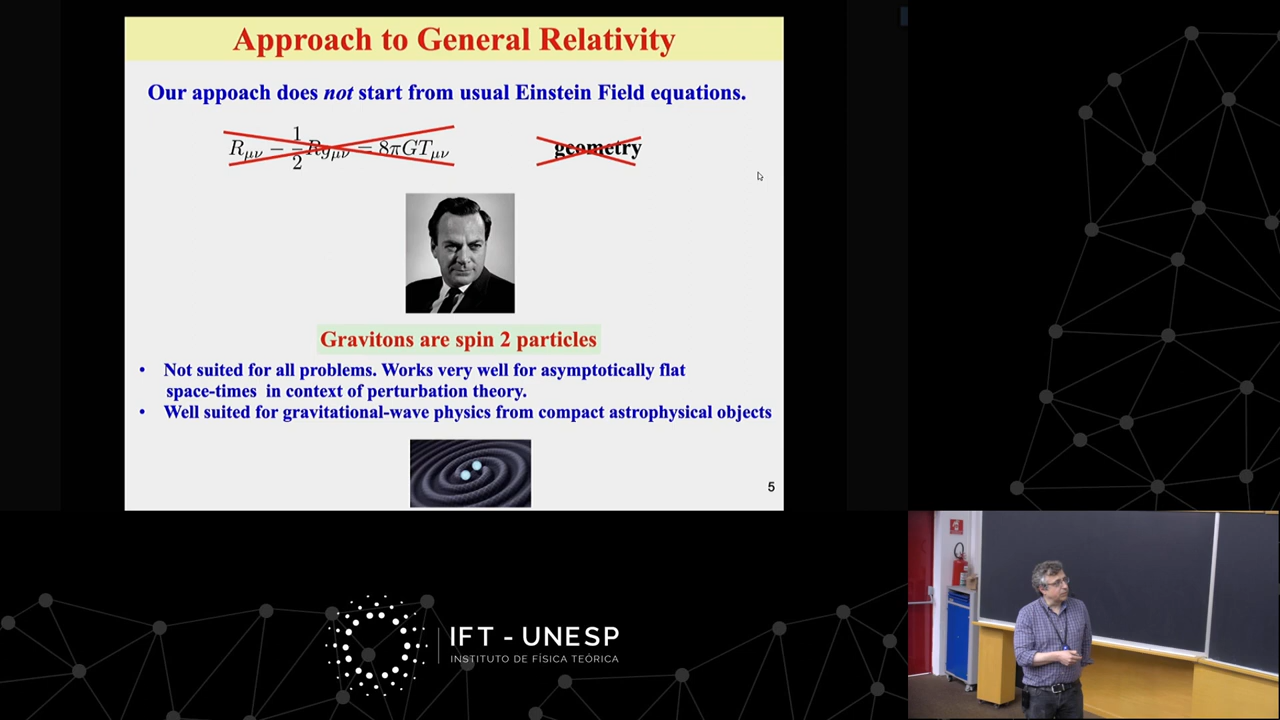 Approach to General Relativity
Our appoach does not start from usual Einstein Field equations.
R_{μν} − \frac{1}{2} R g_{μν} = 8πGT_{μν}
geometry
Gravitons are spin 2 particles
• Not suited for all problems. Works very well for asymptotically flat
space-times in context of perturbation theory.
• Well suited for gravitational-wave physics from compact astrophysical objects
5
IFT - UNESP
INSTITUTO DE FÍSICA TEÓRICA